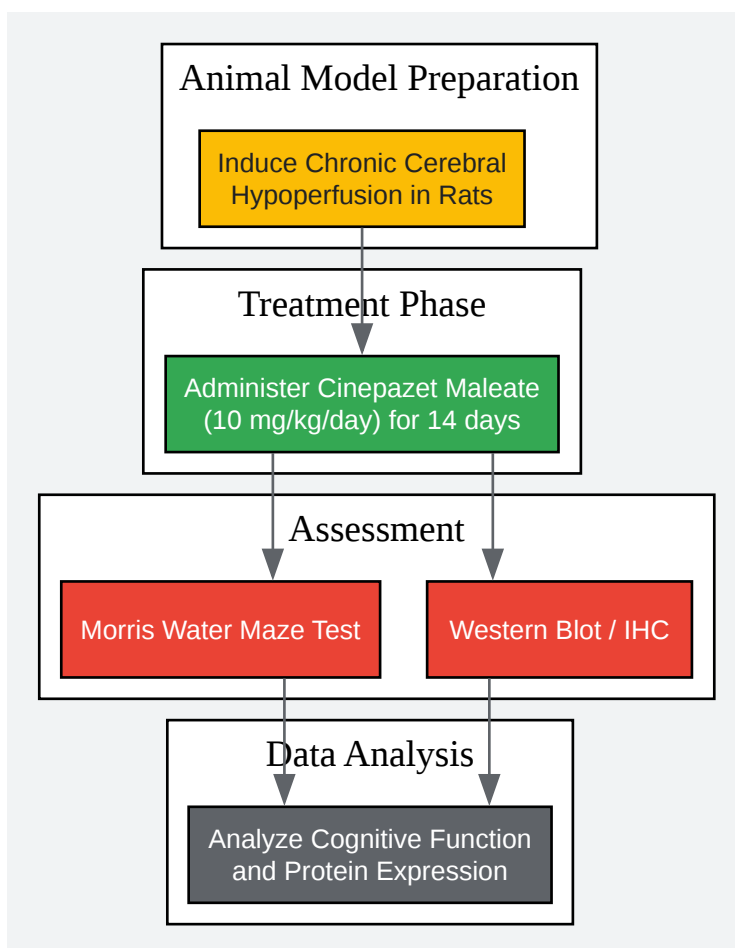 Animal Model Preparation
Induce Chronic Cerebral
Hypoperfusion in Rats
Treatment Phase
Administer Cinepazet Maleate
(10 mg/kg/day) for 14 days
Assessment
Morris Water Maze Test
Western Blot / IHC
Data Analysis
Analyze Cognitive Function
and Protein Expression